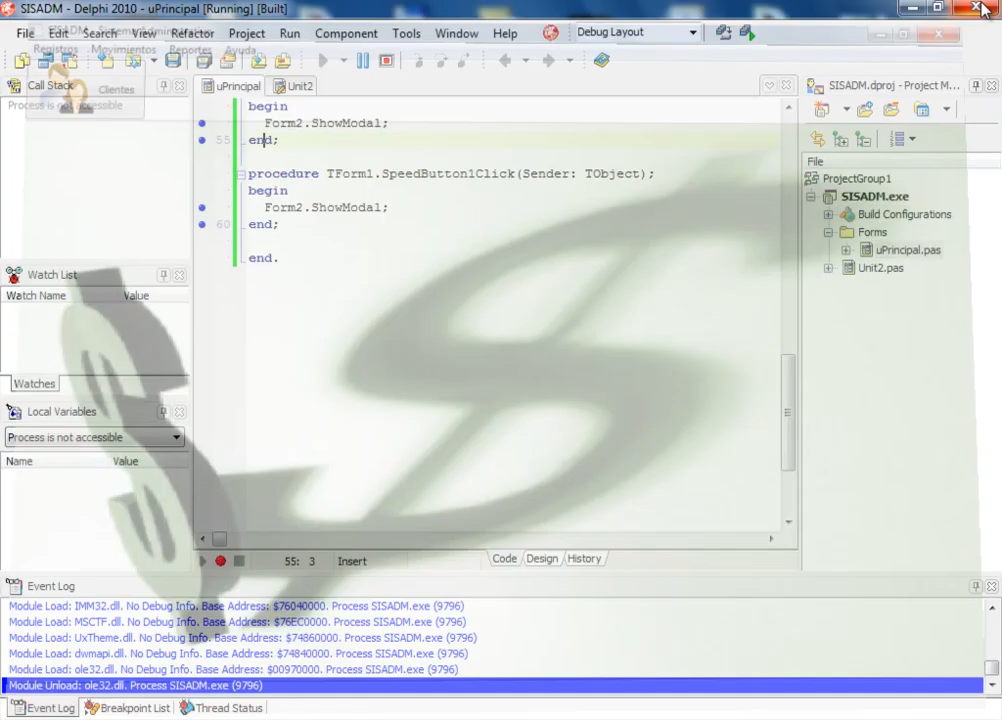 SISADM - Delphi 2010 - uPrincipal [Running] [Built]
File Edit Search View Refactor Project Run Component Tools Window Help
Debug Layout
Registros Movimientos Reportes Ayuda
Clientes
Call Stack
Process is not accessible
Watch List
Watch Name Value
Watches
Local Variables
Process is not accessible
Name Value
uPrincipal Unit2
begin
Form2.ShowModal;
55 end;
procedure TForm1.SpeedButton1Click(Sender: TObject);
begin
Form2.ShowModal;
60 end;
end.
55: 3 Insert
Code Design History
SISADM.dproj - Project M...
File
ProjectGroup1
SISADM.exe
Build Configurations
Forms
uPrincipal.pas
Unit2.pas
Event Log
Module Load: IMM32.dll. No Debug Info. Base Address: $76040000. Process SISADM.exe (9796)
Module Load: MSCTF.dll. No Debug Info. Base Address: $76EC0000. Process SISADM.exe (9796)
Module Load: UxTheme.dll. No Debug Info. Base Address: $74860000. Process SISADM.exe (9796)
Module Load: dwmapi.dll. No Debug Info. Base Address: $74840000. Process SISADM.exe (9796)
Module Load: ole32.dll. No Debug Info. Base Address: $00970000. Process SISADM.exe (9796)
Module Unload: ole32.dll. Process SISADM.exe (9796)
Event Log Breakpoint List Thread Status